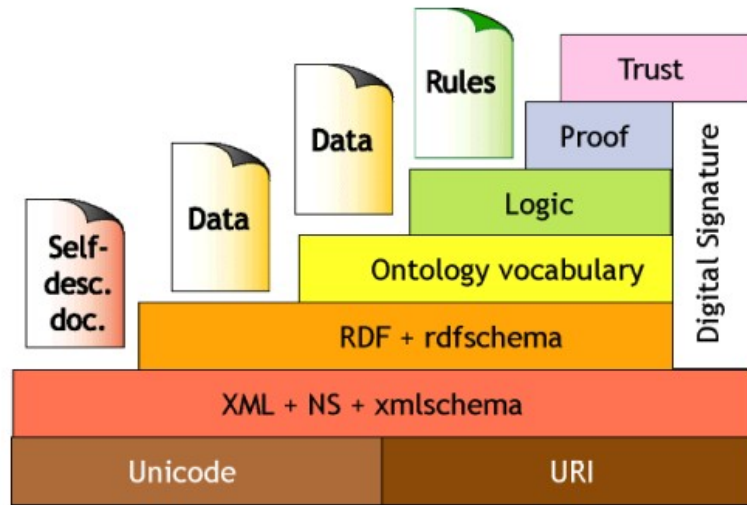 Trust
Rules
Proof
Data
Logic
Data
Digital Signature
Self-
desc.
doc.
Ontology vocabulary
RDF + rdfschema
XML + NS + xmlschema
Unicode
URI